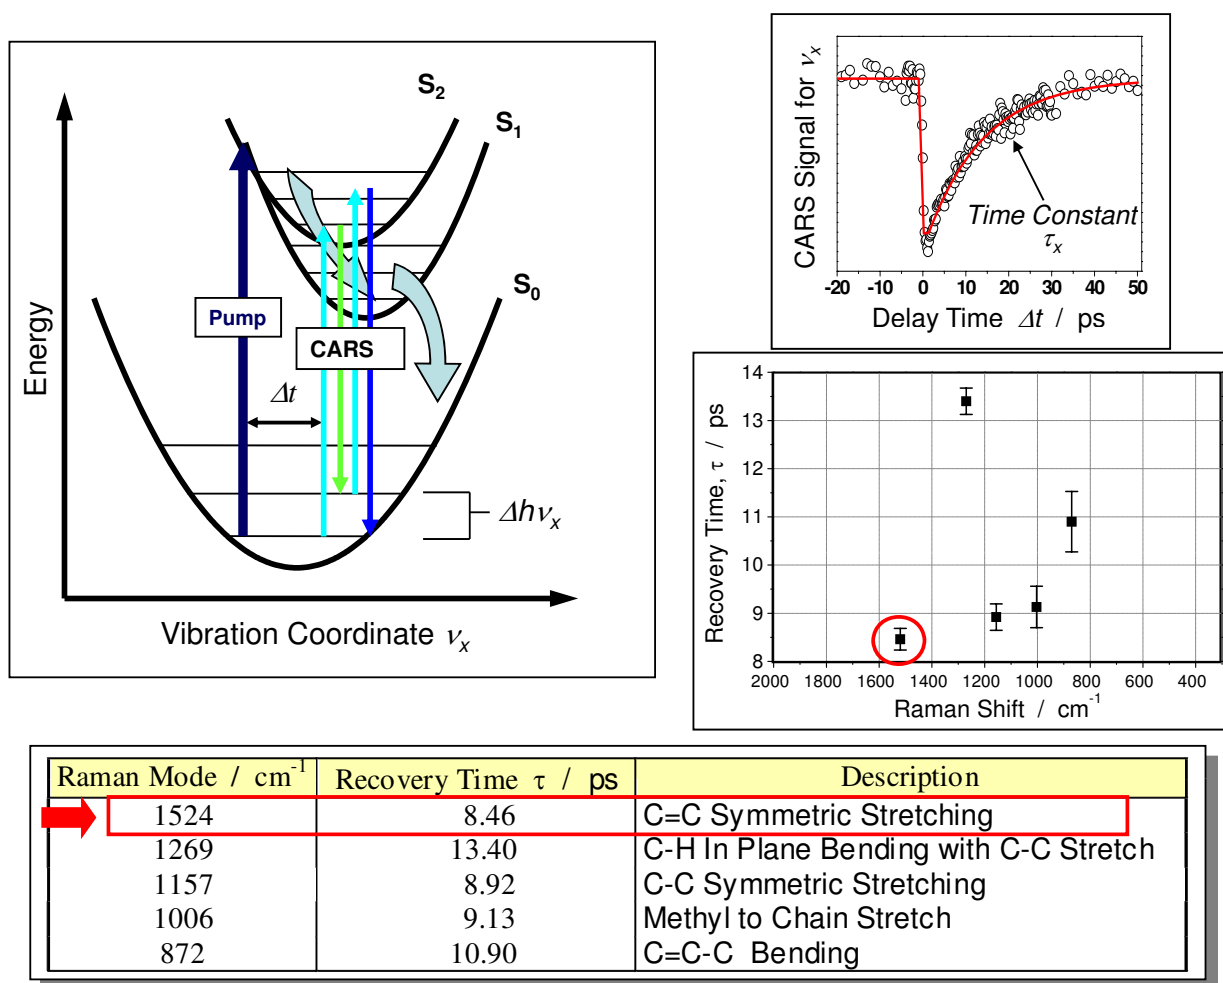 S₂
S₁
S₀
Energy
Pump
CARS
Δt
Δhνₓ
Vibration Coordinate νₓ
CARS Signal for νₓ
Time Constant
τₓ
-20 -10 0 10 20 30 40 50
Delay Time Δt / ps
14
13
12
11
10
9
8
Recovery Time, τ / ps
2000 1800 1600 1400 1200 1000 800 600 400
Raman Shift / cm⁻¹
Raman Mode / cm⁻¹ Recovery Time τ / ps Description
1524 8.46 C=C Symmetric Stretching
1269 13.40 C-H In Plane Bending with C-C Stretch
1157 8.92 C-C Symmetric Stretching
1006 9.13 Methyl to Chain Stretch
872 10.90 C=C-C Bending